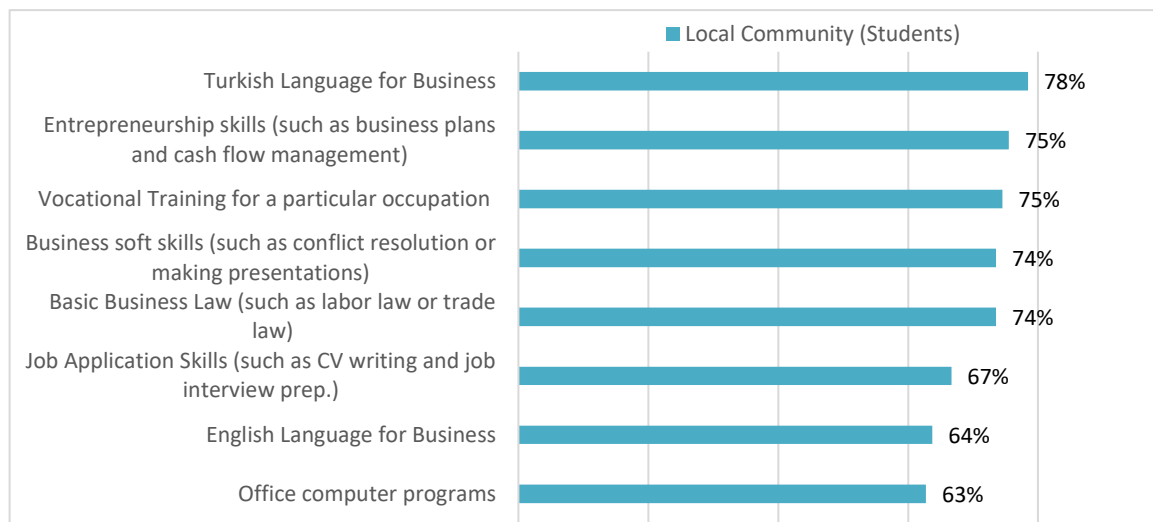 Local Community (Students)
Turkish Language for Business
78%
Entrepreneurship skills (such as business plans
and cash flow management)
75%
Vocational Training for a particular occupation
75%
Business soft skills (such as conflict resolution or
making presentations)
74%
Basic Business Law (such as labor law or trade
law)
74%
Job Application Skills (such as CV writing and job
interview prep.)
67%
English Language for Business
64%
Office computer programs
63%